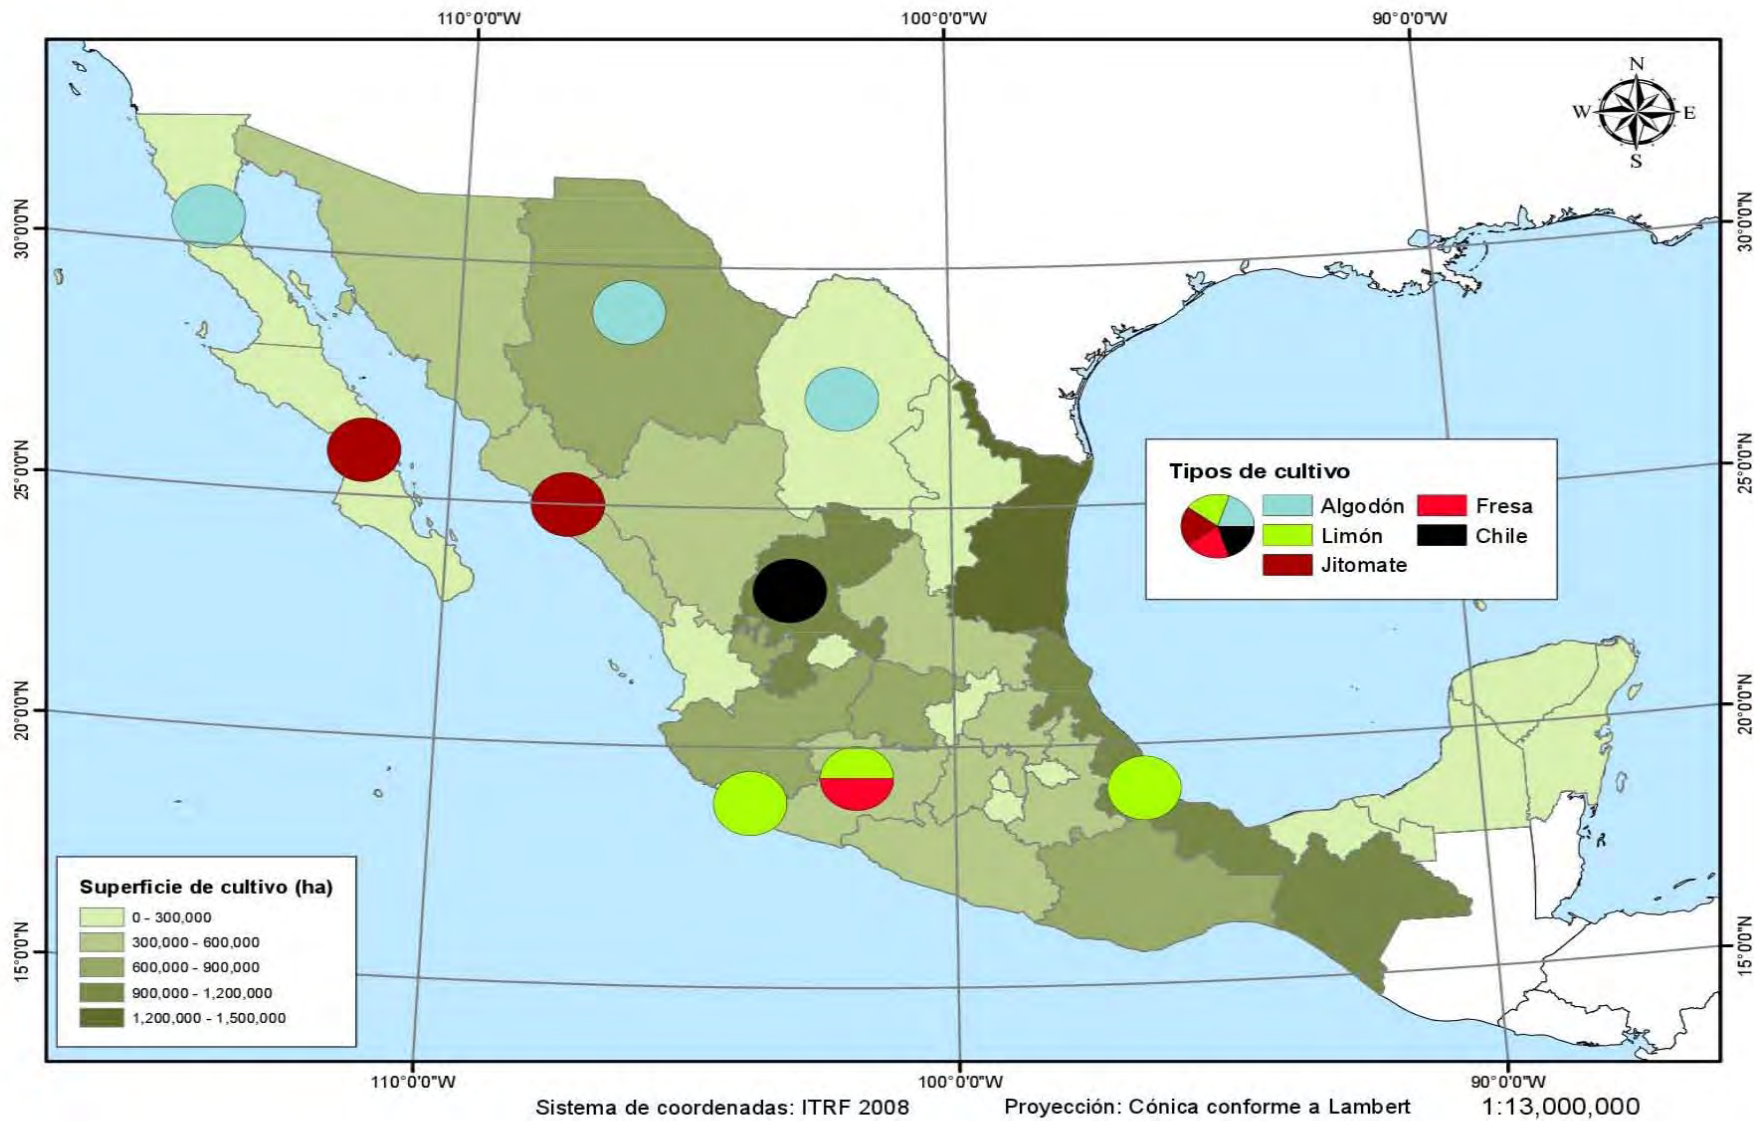 110°0'0"W
100°0'0"W
90°0'0"W
N
W
E
S
30°0'0"N
30°0'0"N
25°0'0"N
25°0'0"N
Tipos de cultivo
Algodón
Fresa
Limón
Chile
Jitomate
20°0'0"N
20°0'0"N
Superficie de cultivo (ha)
0 - 300,000
300,000 - 600,000
600,000 - 900,000
900,000 - 1,200,000
1,200,000 - 1,500,000
15°0'0"N
15°0'0"N
110°0'0"W
100°0'0"W
90°0'0"W
Sistema de coordenadas: ITRF 2008
Proyección: Cónica conforme a Lambert
1:13,000,000